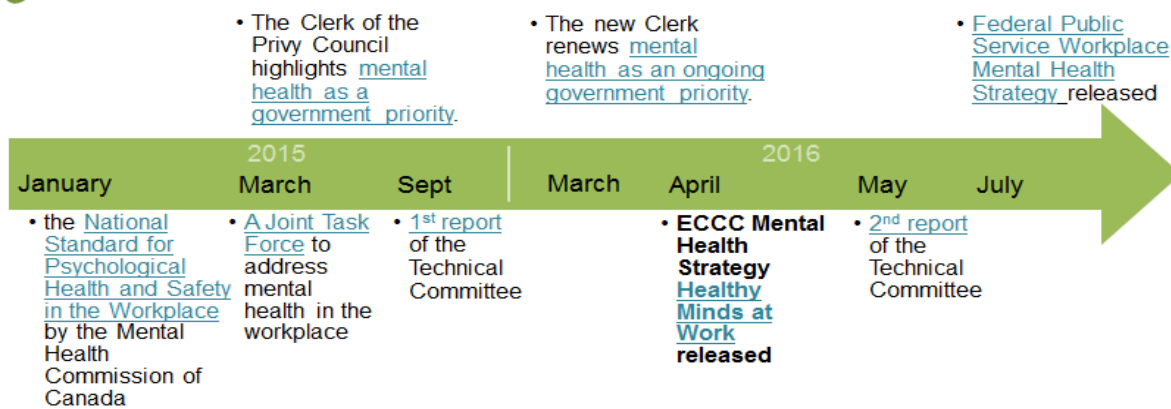 • The Clerk of the
Privy Council
highlights mental
health as a
government priority.
• The new Clerk
renews mental
health as an ongoing
government priority.
• Federal Public
Service Workplace
Mental Health
Strategy released
2015
2016
January
March
Sept
March
April
May
July
• the National
Standard for
Psychological
Health and Safety
in the Workplace
by the Mental
Health
Commission of
Canada
• A Joint Task
Force to
address
mental
health in the
workplace
• 1st report
of the
Technical
Committee
• ECCC Mental
Health
Strategy
Healthy
Minds at
Work
released
• 2nd report
of the
Technical
Committee